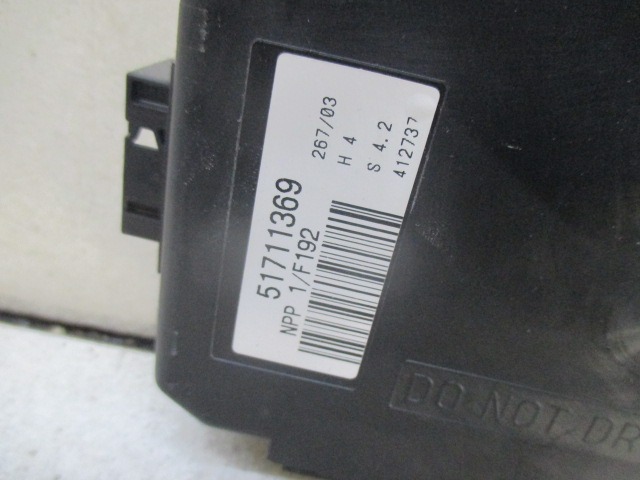 51711369
NPP 1/F192
267/03
H 4
S 4.2
412737
DO NOT DR